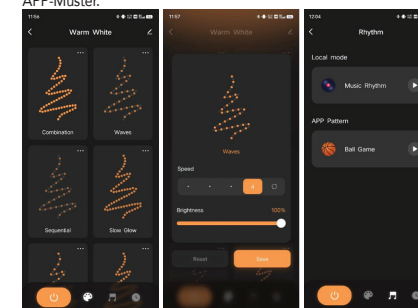 APP-Muster.
11:56
Warm White
Combination
Waves
Sequential
Slow Glow
11:57
Warm White
Waves
Speed
Brightness
100%
Reset
Save
12:04
Rhythm
Local mode
Music Rhythm
APP Pattern
Ball Game